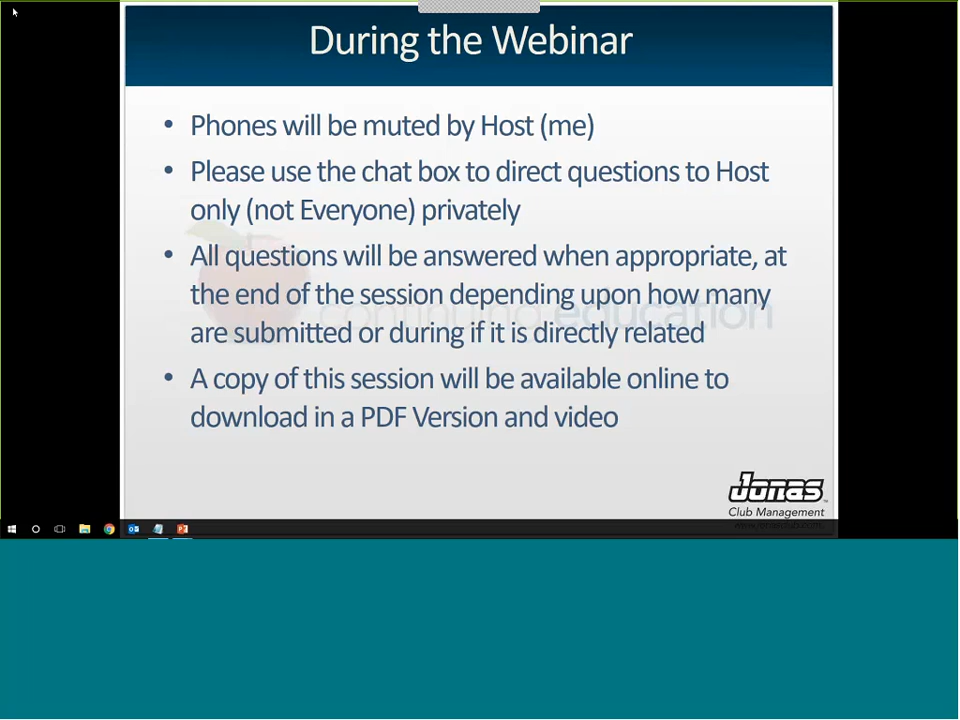 During the Webinar
• Phones will be muted by Host (me)
• Please use the chat box to direct questions to Host
only (not Everyone) privately
• All questions will be answered when appropriate, at
the end of the session depending upon how many
are submitted or during if it is directly related
continuing education
• A copy of this session will be available online to
download in a PDF Version and video
Jonas
Club Management